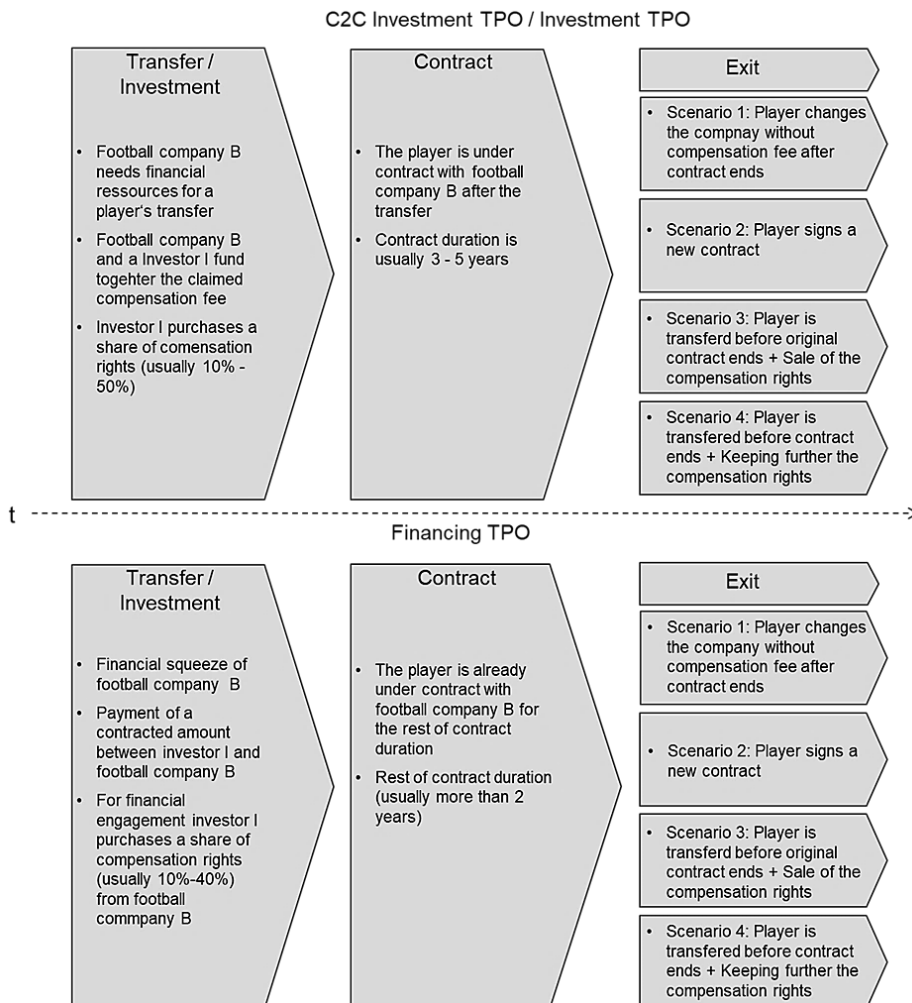 C2C Investment TPO / Investment TPO
Transfer /
Investment
• Football company B
needs financial
ressources for a
player's transfer
• Football company B
and a Investor I fund
togehter the claimed
compensation fee
• Investor I purchases a
share of comensation
rights (usually 10% -
50%)
Contract
• The player is under
contract with football
company B after the
transfer
• Contract duration is
usually 3 - 5 years
Exit
• Scenario 1: Player changes
the compnay without
compensation fee after
contract ends
• Scenario 2: Player signs a
new contract
• Scenario 3: Player is
transferd before original
contract ends + Sale of the
compensation rights
• Scenario 4: Player is
transfered before contract
ends + Keeping further the
compensation rights
t
Financing TPO
Transfer /
Investment
• Financial squeeze of
football company B
• Payment of a
contracted amount
between investor I and
football company B
• For financial
engagement investor I
purchases a share of
compensation rights
(usually 10%-40%)
from football
commpany B
Contract
• The player is already
under contract with
football company B for
the rest of contract
duration
• Rest of contract duration
(usually more than 2
years)
Exit
• Scenario 1: Player changes
the company without
compensation fee after
contract ends
• Scenario 2: Player signs a
new contract
• Scenario 3: Player is
transferd before original
contract ends + Sale of the
compensation rights
• Scenario 4: Player is
transfered before contract
ends + Keeping further the
compensation rights